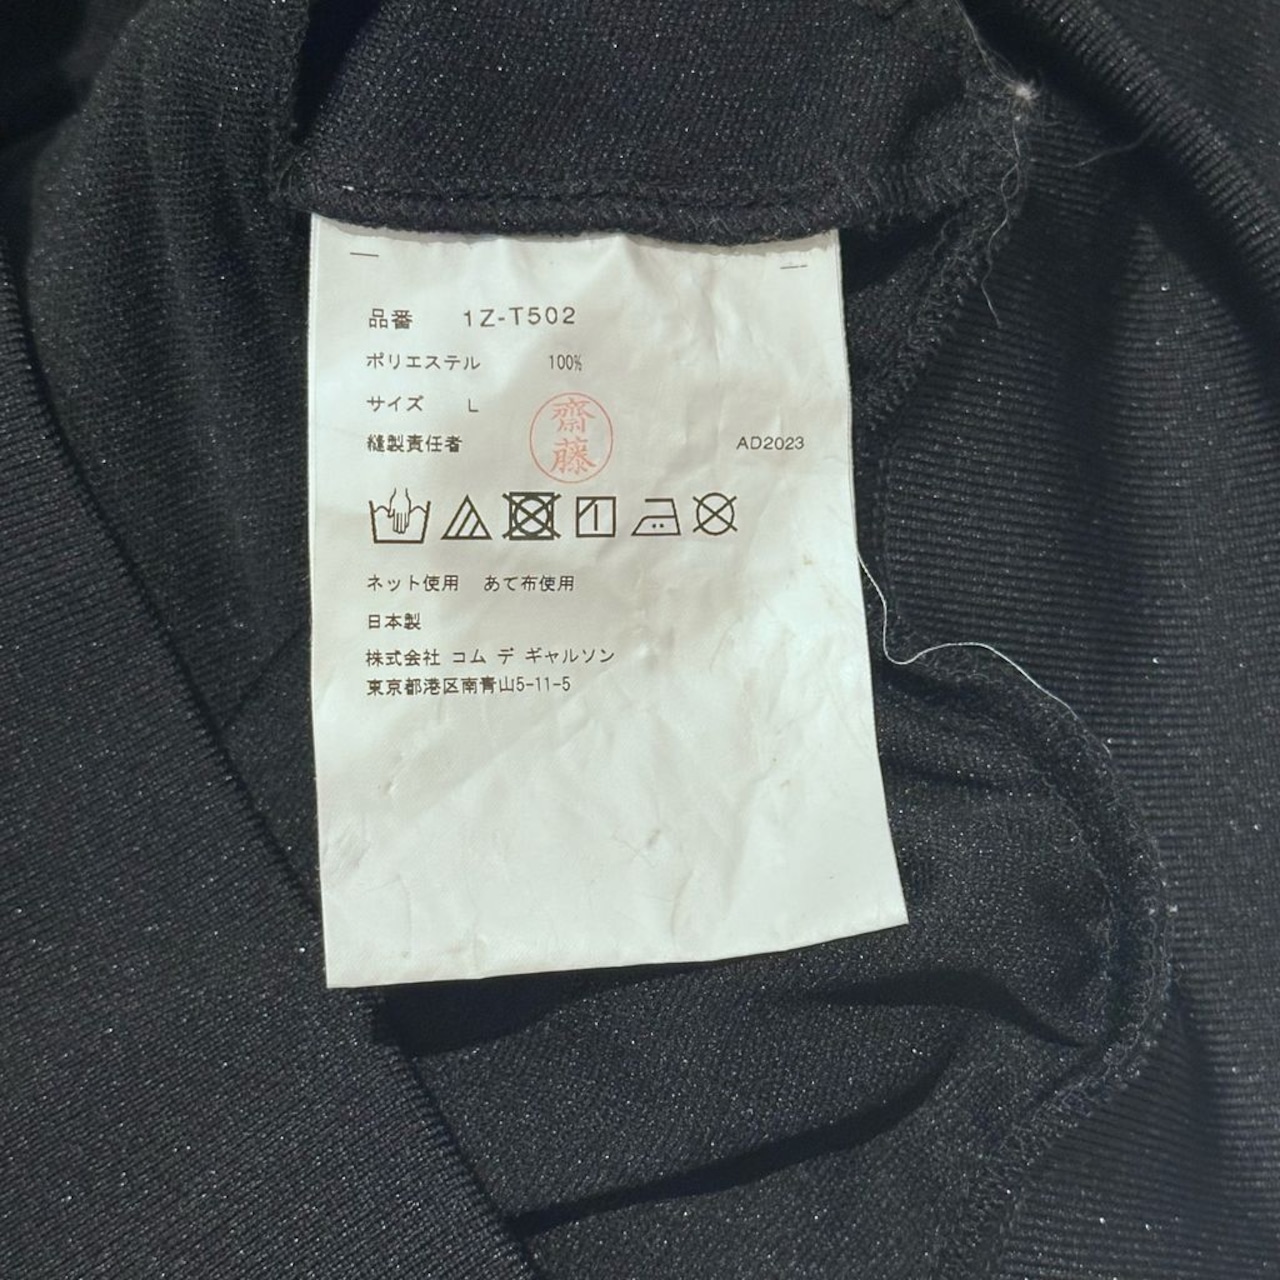 品番 1Z-T502
ポリエステル 100%
サイズ L
縫製責任者 齋藤 AD2023
ネット使用 あて布使用
日本製
株式会社 コム デ ギャルソン
東京都港区南青山5-11-5